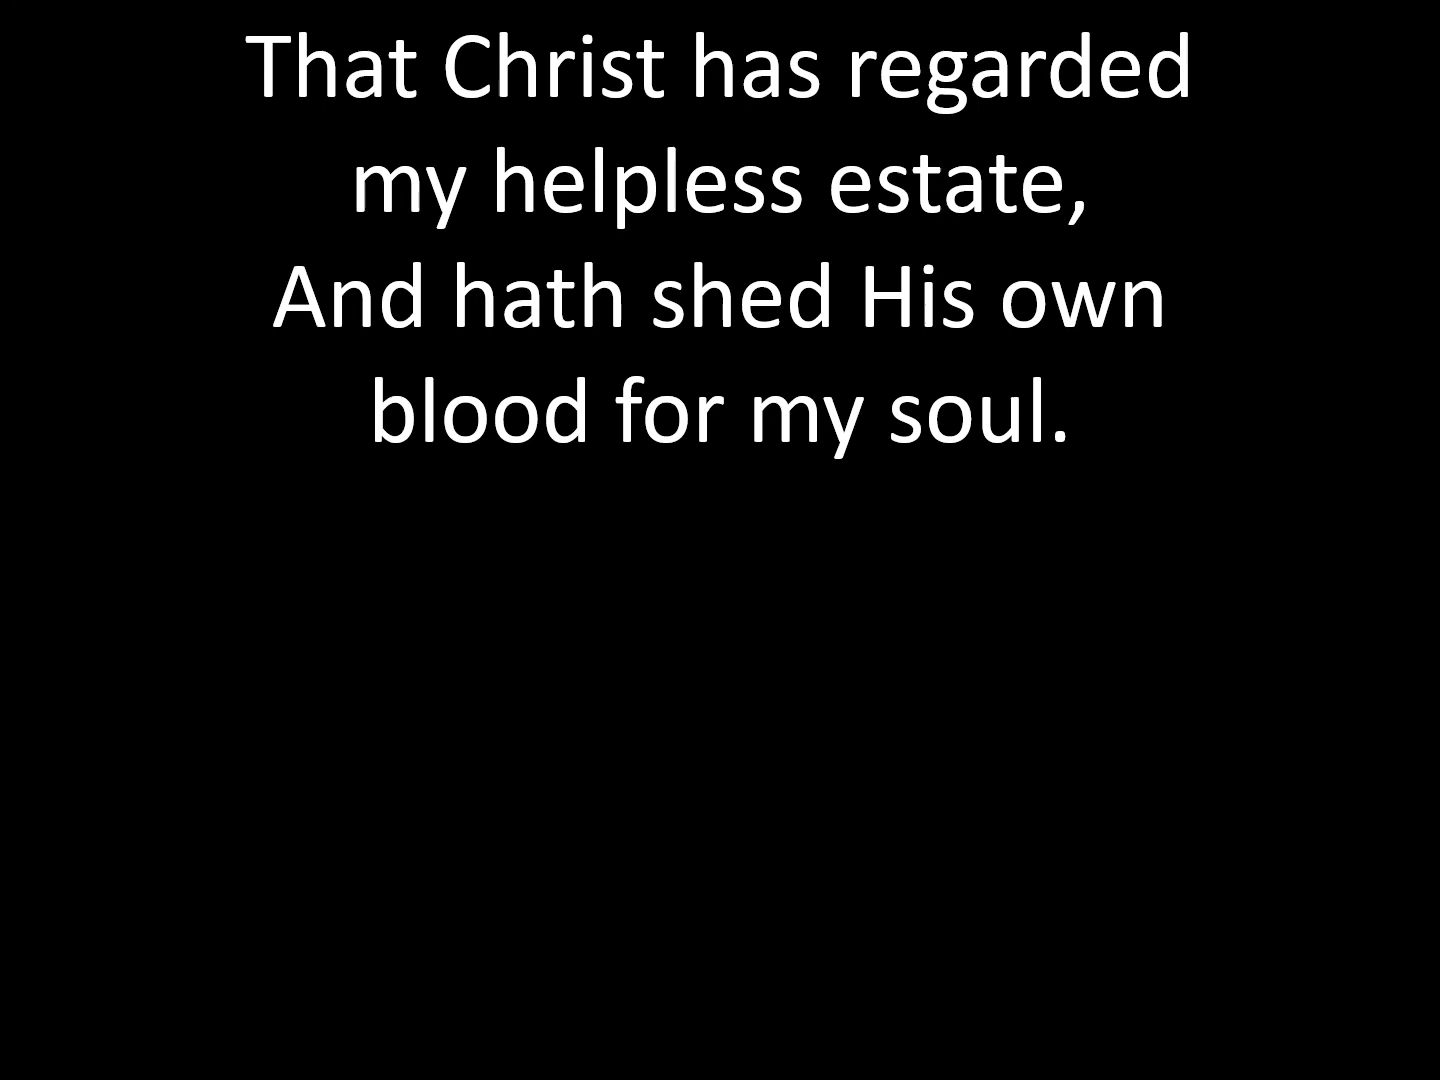 That Christ has regarded
my helpless estate,
And hath shed His own
blood for my soul.